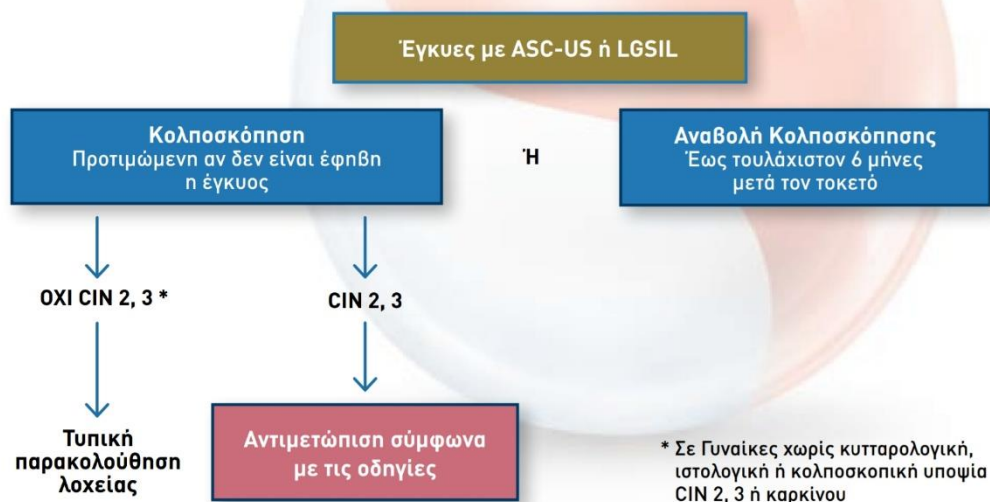 Έγκυες με ASC-US ή LGSIL
Κολποσκόπηση
Προτιμώμενη αν δεν είναι έφηβη
η έγκυος
Ή
Αναβολή Κολποσκόπησης
Έως τουλάχιστον 6 μήνες
μετά τον τοκετό
ΟΧΙ CIN 2, 3 *
CIN 2, 3
Τυπική
παρακολούθηση
λοχείας
Αντιμετώπιση σύμφωνα
με τις οδηγίες
* Σε Γυναίκες χωρίς κυτταρολογική,
ιστολογική ή κολποσκοπική υποψία
CIN 2, 3 ή καρκίνου